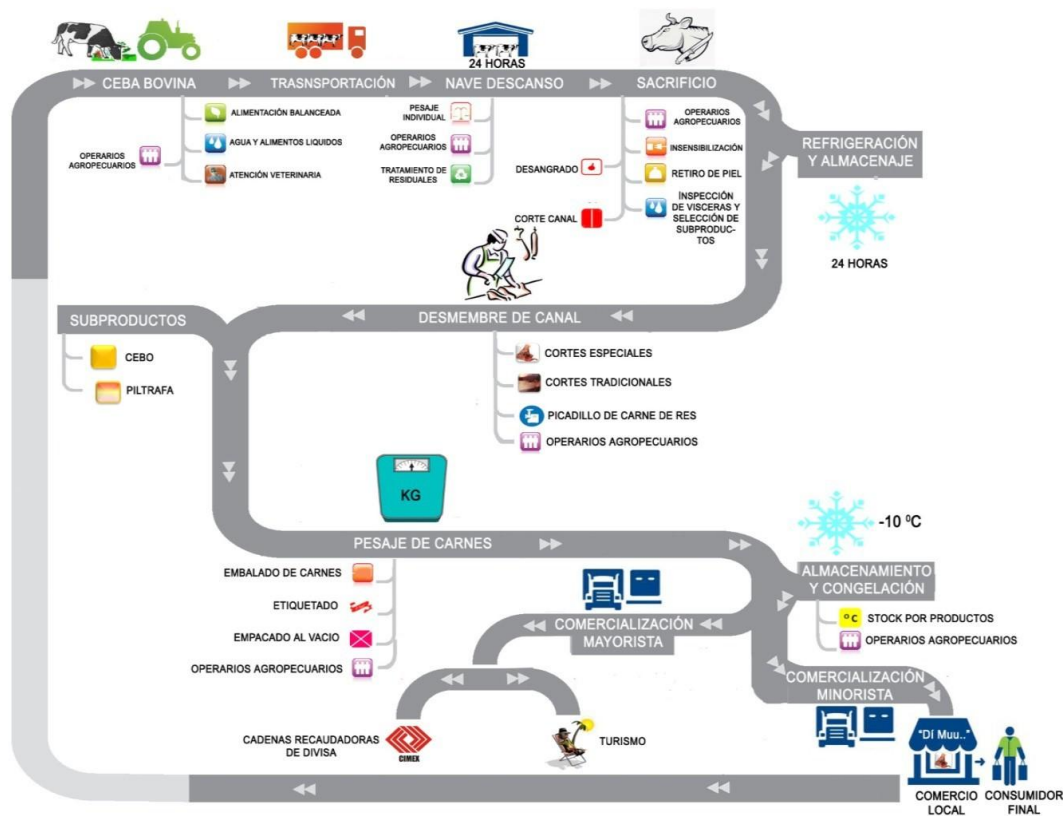 24 HORAS
CEBA BOVINA
TRASNSPORTACIÓN
NAVE DESCANSO
SACRIFICIO
ALIMENTACIÓN BALANCEADA
OPERARIOS
AGROPECUARIOS
AGUA Y ALIMENTOS LIQUIDOS
ATENCIÓN VETERINARIA
PESAJE
INDIVIDUAL
OPERARIOS
AGROPECUARIOS
TRATAMIENTO DE
RESIDUALES
OPERARIOS
AGROPECUARIOS
INSENSIBILIZACIÓN
DESANGRADO
RETIRO DE PIEL
CORTE CANAL
INSPECCIÓN
DE VISCERAS Y
SELECCIÓN DE
SUBPRODUC-
TOS
REFRIGERACIÓN
Y ALMACENAJE
24 HORAS
SUBPRODUCTOS
CEBO
PILTRAFA
DESMEMBRE DE CANAL
CORTES ESPECIALES
CORTES TRADICIONALES
PICADILLO DE CARNE DE RES
OPERARIOS AGROPECUARIOS
KG
PESAJE DE CARNES
EMBALADO DE CARNES
ETIQUETADO
EMPACADO AL VACIO
OPERARIOS AGROPECUARIOS
-10 ºC
ALMACENAMIENTO
Y CONGELACIÓN
°C
STOCK POR PRODUCTOS
OPERARIOS AGROPECUARIOS
COMERCIALIZACIÓN
MAYORISTA
COMERCIALIZACIÓN
MINORISTA
CADENAS RECAUDADORAS
DE DIVISA
CIMEX
TURISMO
"Dí Muu.."
COMERCIO
LOCAL
CONSUMIDOR
FINAL